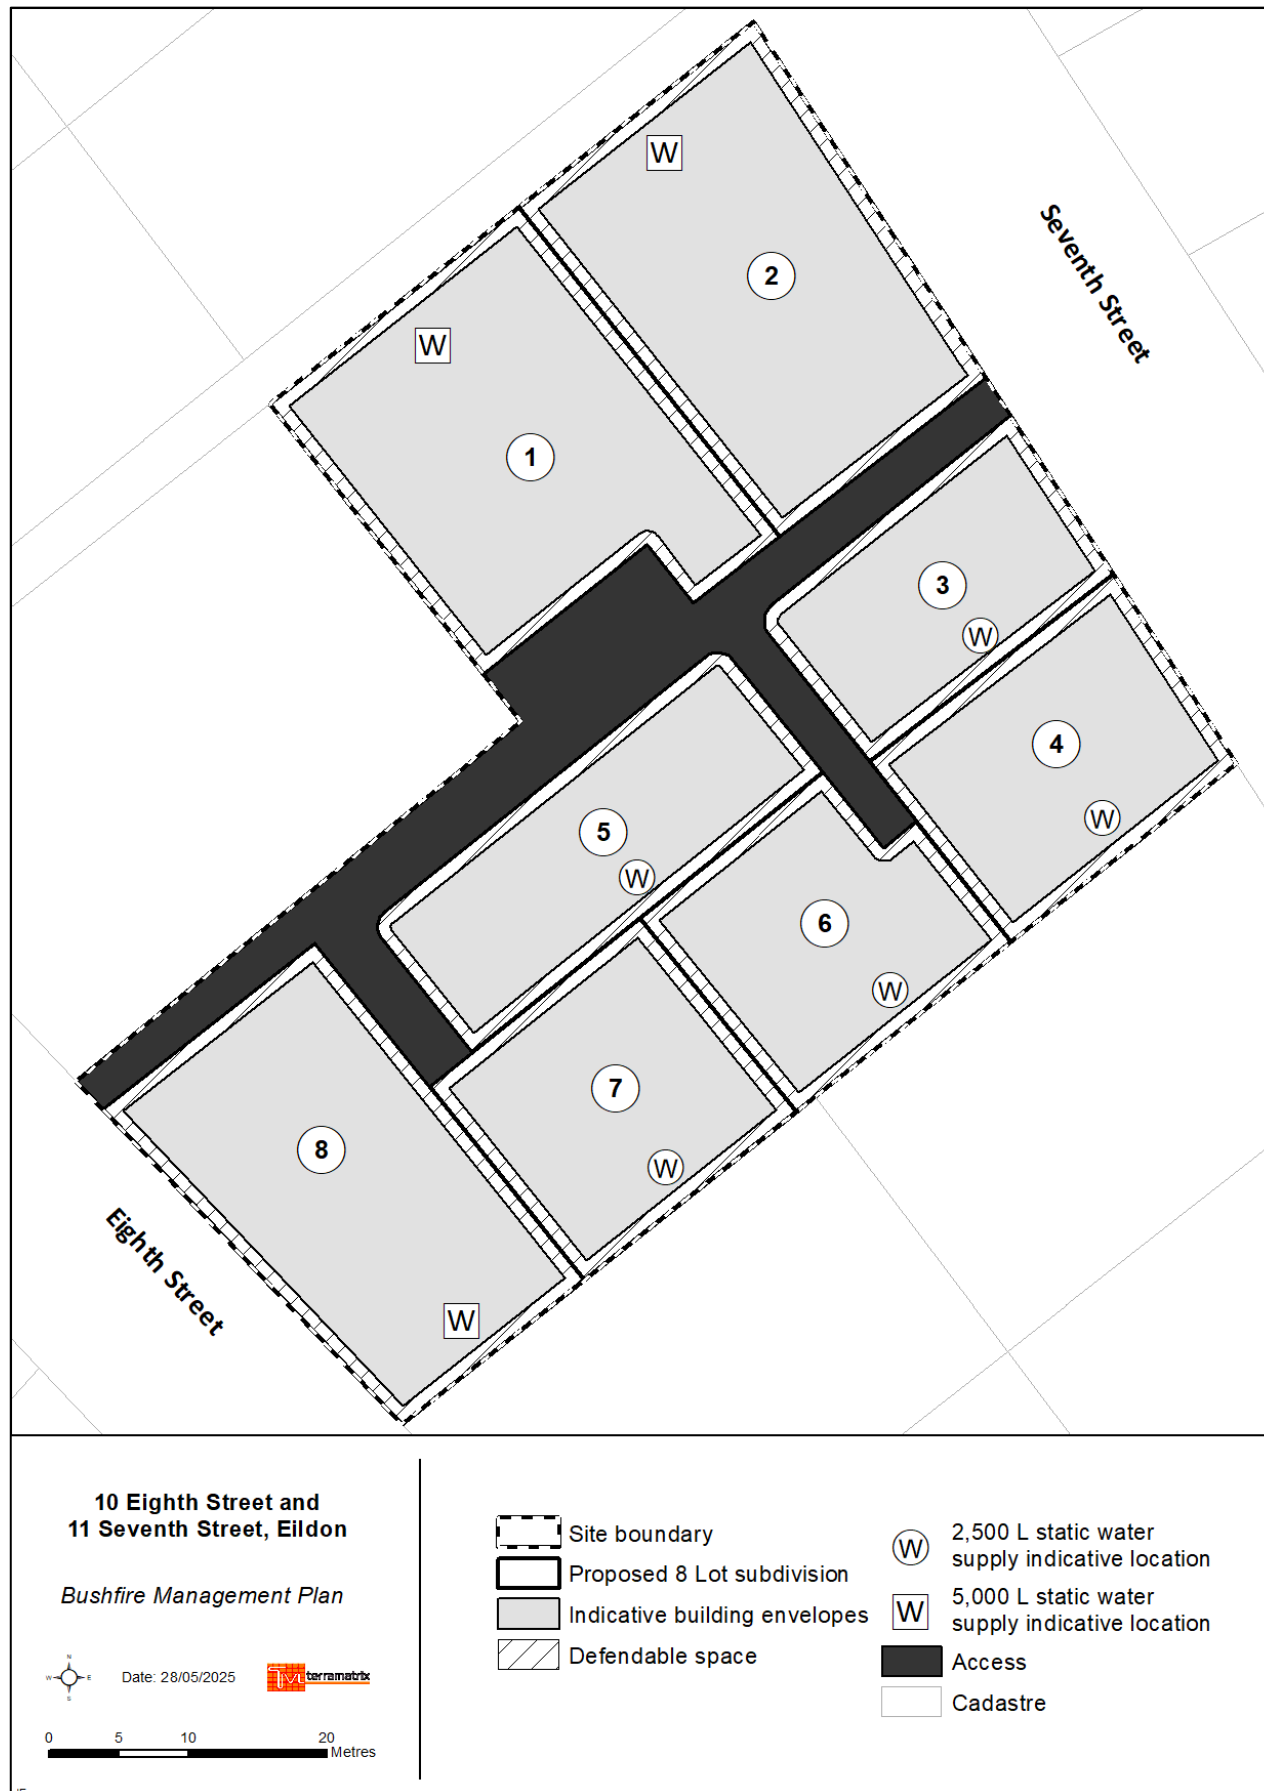 W
2
Seventh Street
W
1
3
W
4
W
5
W
6
W
7
W
8
W
Eighth Street
10 Eighth Street and
11 Seventh Street, Eildon
Bushfire Management Plan
N
W E
S
Date: 28/05/2025
terramatrix
0 5 10 20
Metres
Site boundary
Proposed 8 Lot subdivision
Indicative building envelopes
Defendable space
W
2,500 L static water
supply indicative location
W
5,000 L static water
supply indicative location
Access
Cadastre